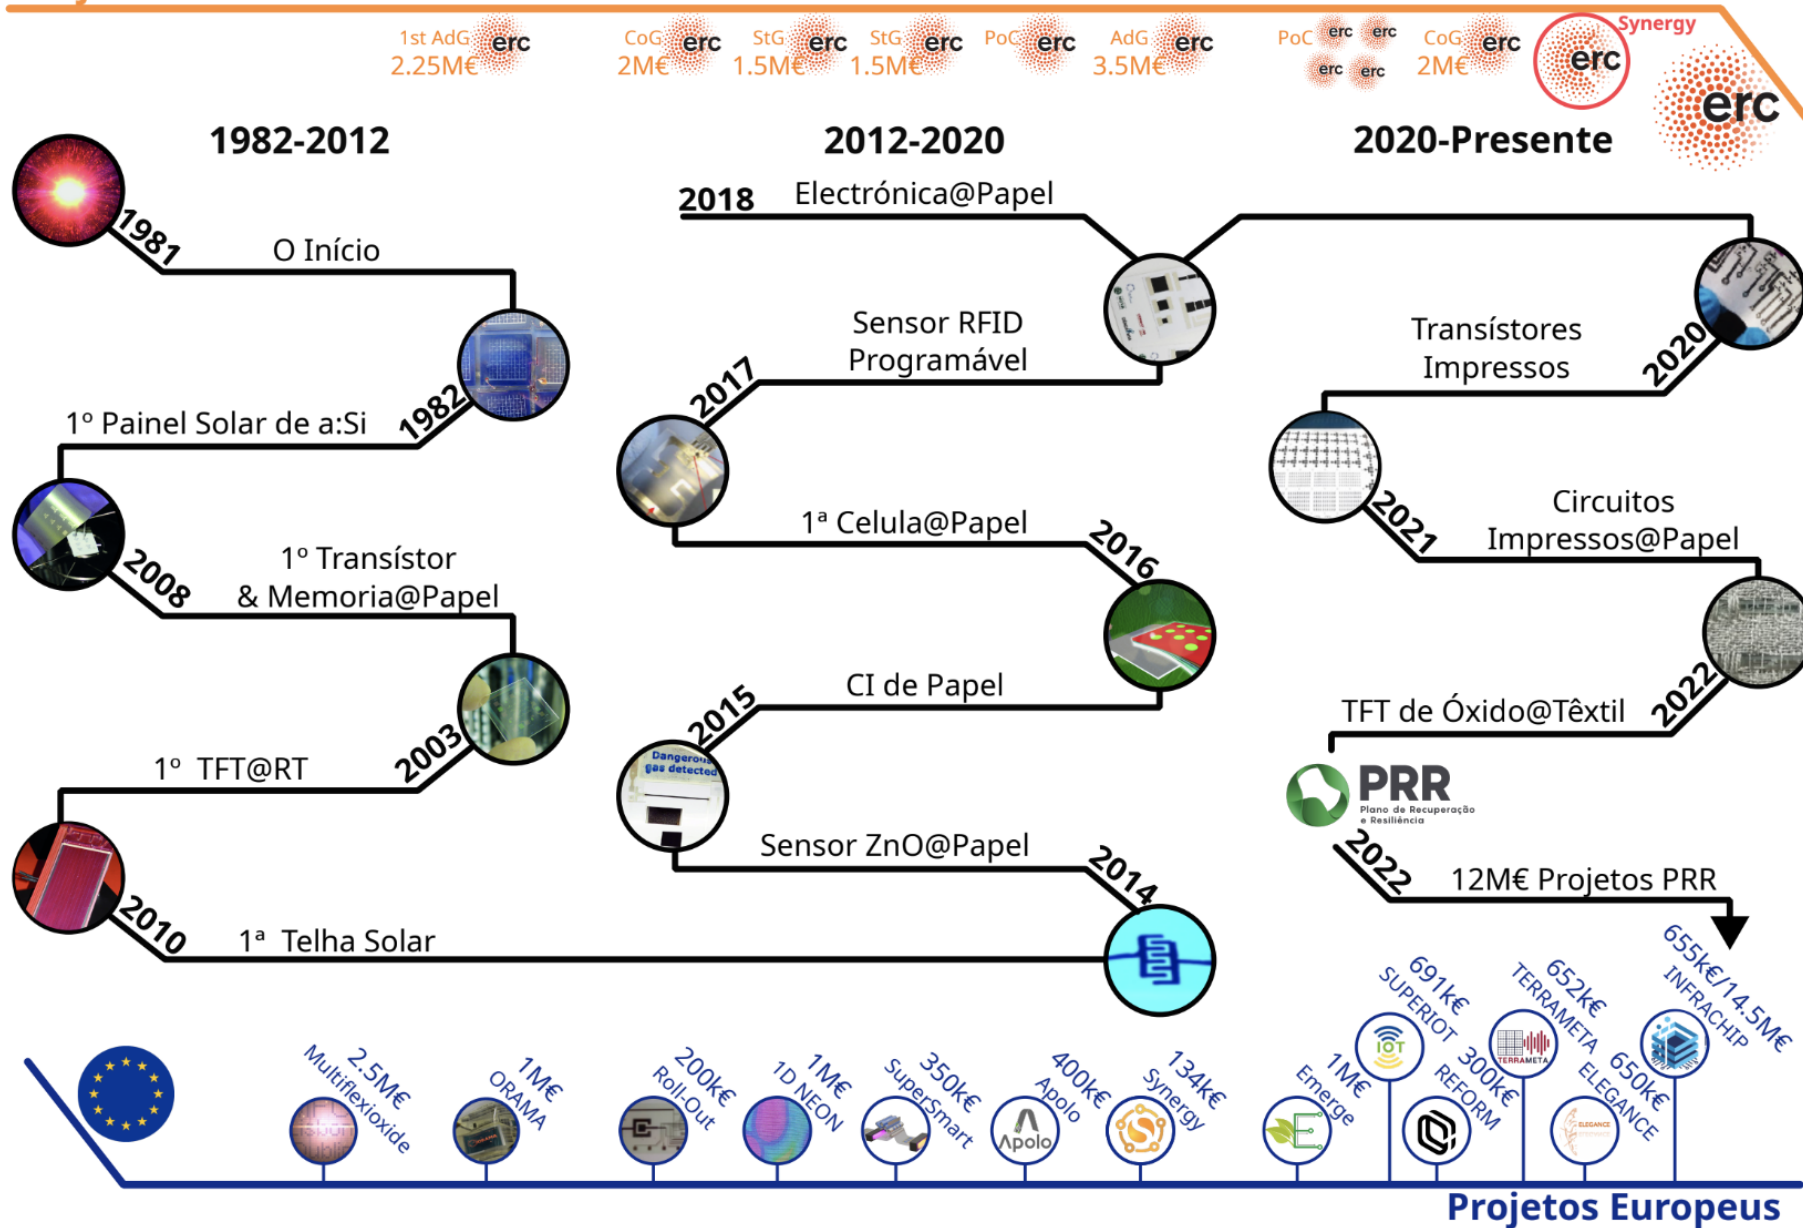 1st AdG
2.25M€
erc
CoG
2M€
erc
StG
1.5M€
erc
StG
1.5M€
erc
PoC
erc
AdG
3.5M€
erc
PoC
erc
erc
erc
erc
CoG
2M€
erc
erc
Synergy
erc
1982-2012
2012-2020
2020-Presente
1981
O Início
1982
1º Painel Solar de a:Si
2008
1º Transístor
& Memoria@Papel
2003
1º TFT@RT
2010
1ª Telha Solar
2018
Electrónica@Papel
Sensor RFID
Programável
2017
1ª Celula@Papel
2016
CI de Papel
2015
Dangerous
gas detected
Sensor ZnO@Papel
2014
Transístores
Impressos
2020
2021
Circuitos
Impressos@Papel
TFT de Óxido@Têxtil
2022
PRR
Plano de Recuperação
e Resiliência
2022
12M€ Projetos PRR
2.5M€
Multiflexioxide
1M€
ORAMA
200k€
Roll-Out
1M€
1D NEON
350k€
SuperSmart
400k€
Apolo
Apolo
134k€
Synergy
1M€
Emerge
691k€
SUPERIOT
IOT
300k€
REFORM
652k€
TERRAMETA
TERRAMETA
650k€
ELEGANCE
ELEGANCE
655k€/14.5M€
INFRACHIP
Projetos Europeus